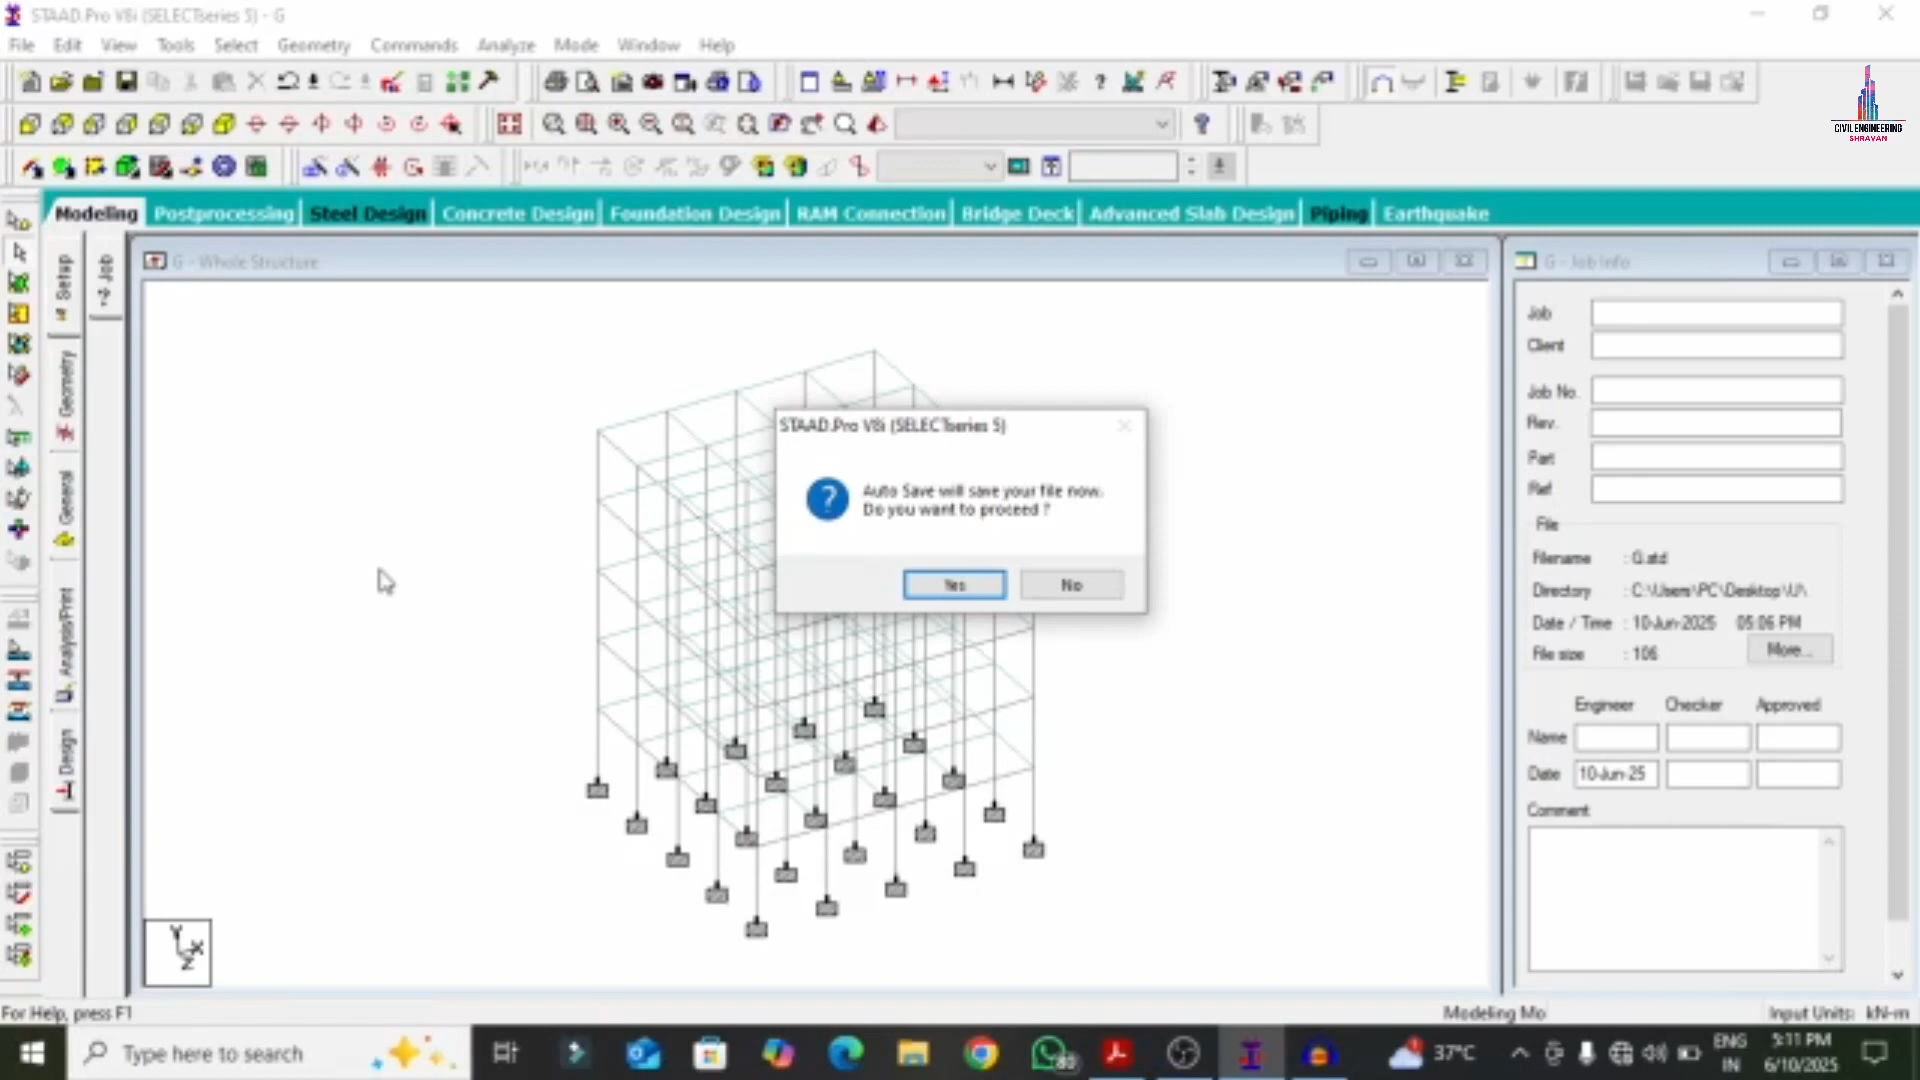 STAAD.Pro V8i (SELECTseries 5) - G
File Edit View Tools Select Geometry Commands Analyze Mode Window Help
CIVIL ENGINEERING
SHRAVAN
Modeling Postprocessing Steel Design Concrete Design Foundation Design RAM Connection Bridge Deck Advanced Slab Design Piping Earthquake
Setup
Geometry
General
Analysis/Print
Design
Job
G - Whole Structure
STAAD.Pro V8i (SELECTseries 5)
Auto Save will save your file now.
Do you want to proceed ?
Yes No
G - Job Info
Job
Client
Job No.
Rev.
Part
Ref
File
Filename : G.std
Directory : C:\Users\PC\Desktop\U\
Date / Time : 10-Jun-2025 05:06 PM
File size : 106
More...
Engineer Checker Approved
Name
Date 10-Jun-25
Comment
Y
X
Z
For Help, press F1
Modeling Mo
Input Units: kN-m
Type here to search
80
37°C
ENG
IN
5:11 PM
6/10/2025